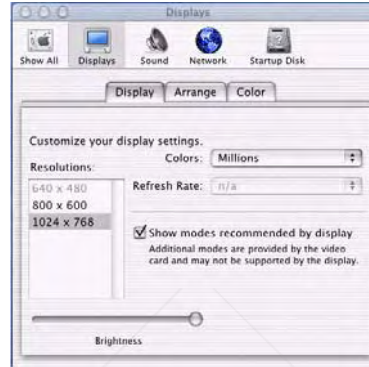 Displays
Show All Displays Sound Network Startup Disk
Display Arrange Color
Customize your display settings.
Colors: Millions
Resolutions:
640 x 480
Refresh Rate: n/a
800 x 600
1024 x 768
Show modes recommended by display
Additional modes are provided by the video
card and may not be supported by the display.
Brightness